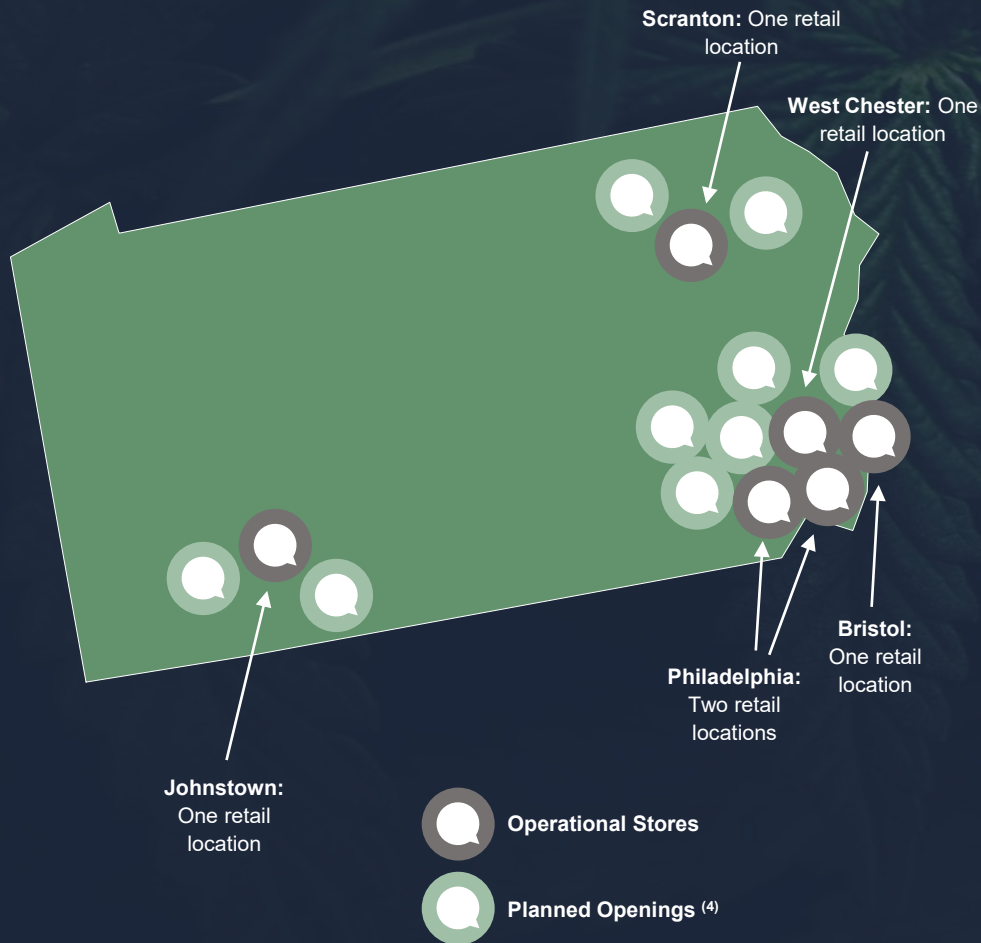 Scranton: One retail
location
West Chester: One
retail location
Bristol:
One retail
location
Philadelphia:
Two retail
locations
Johnstown:
One retail
location
Operational Stores
Planned Openings (4)